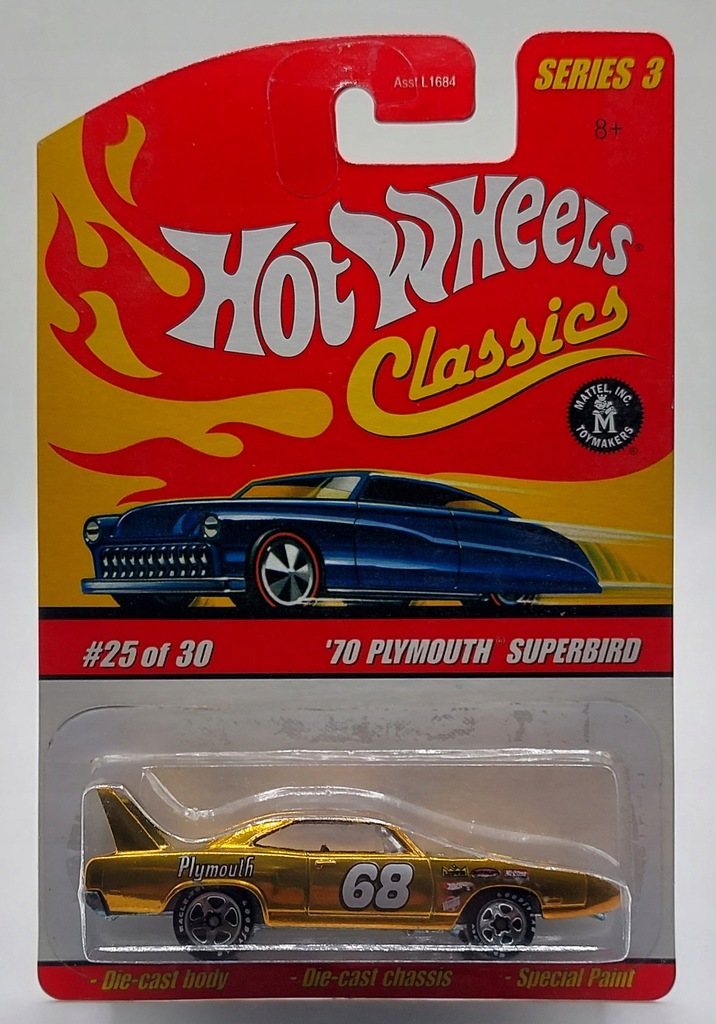 Asst L1684
SERIES 3
8+
HOT WHEELS
Classics
MATTEL, INC.
M
TOYMAKERS
#25 of 30
'70 PLYMOUTH® SUPERBIRD
Plymouth
68
- Die-cast body
- Die-cast chassis
- Special Paint